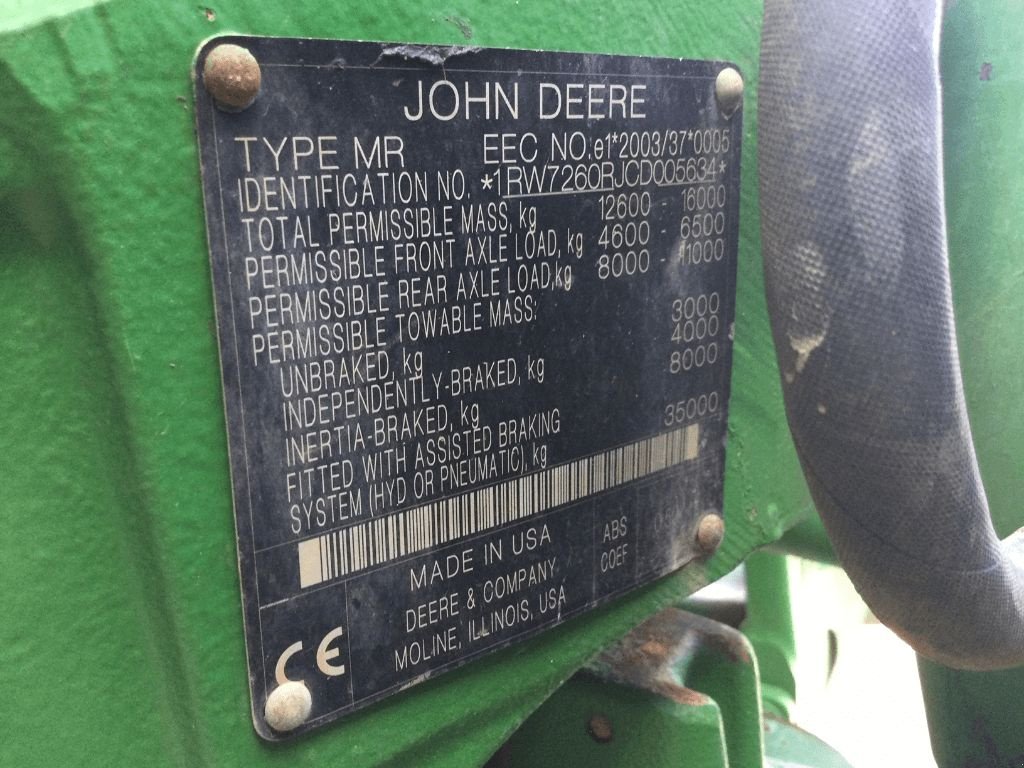 JOHN DEERE
TYPE MR EEC NO.e1*2003/37*0005
IDENTIFICATION NO. *1RW7260RJCD005634*
TOTAL PERMISSIBLE MASS, kg 12600 - 16000
PERMISSIBLE FRONT AXLE LOAD, kg 4600 - 6500
PERMISSIBLE REAR AXLE LOAD,kg 8000 - 11000
PERMISSIBLE TOWABLE MASS:
UNBRAKED, kg 3000
INDEPENDENTLY-BRAKED, kg 4000
INERTIA-BRAKED, kg 8000
FITTED WITH ASSISTED BRAKING
SYSTEM (HYD OR PNEUMATIC), kg 35000
MADE IN USA
DEERE & COMPANY
MOLINE, ILLINOIS, USA
ABS
COEF
CE